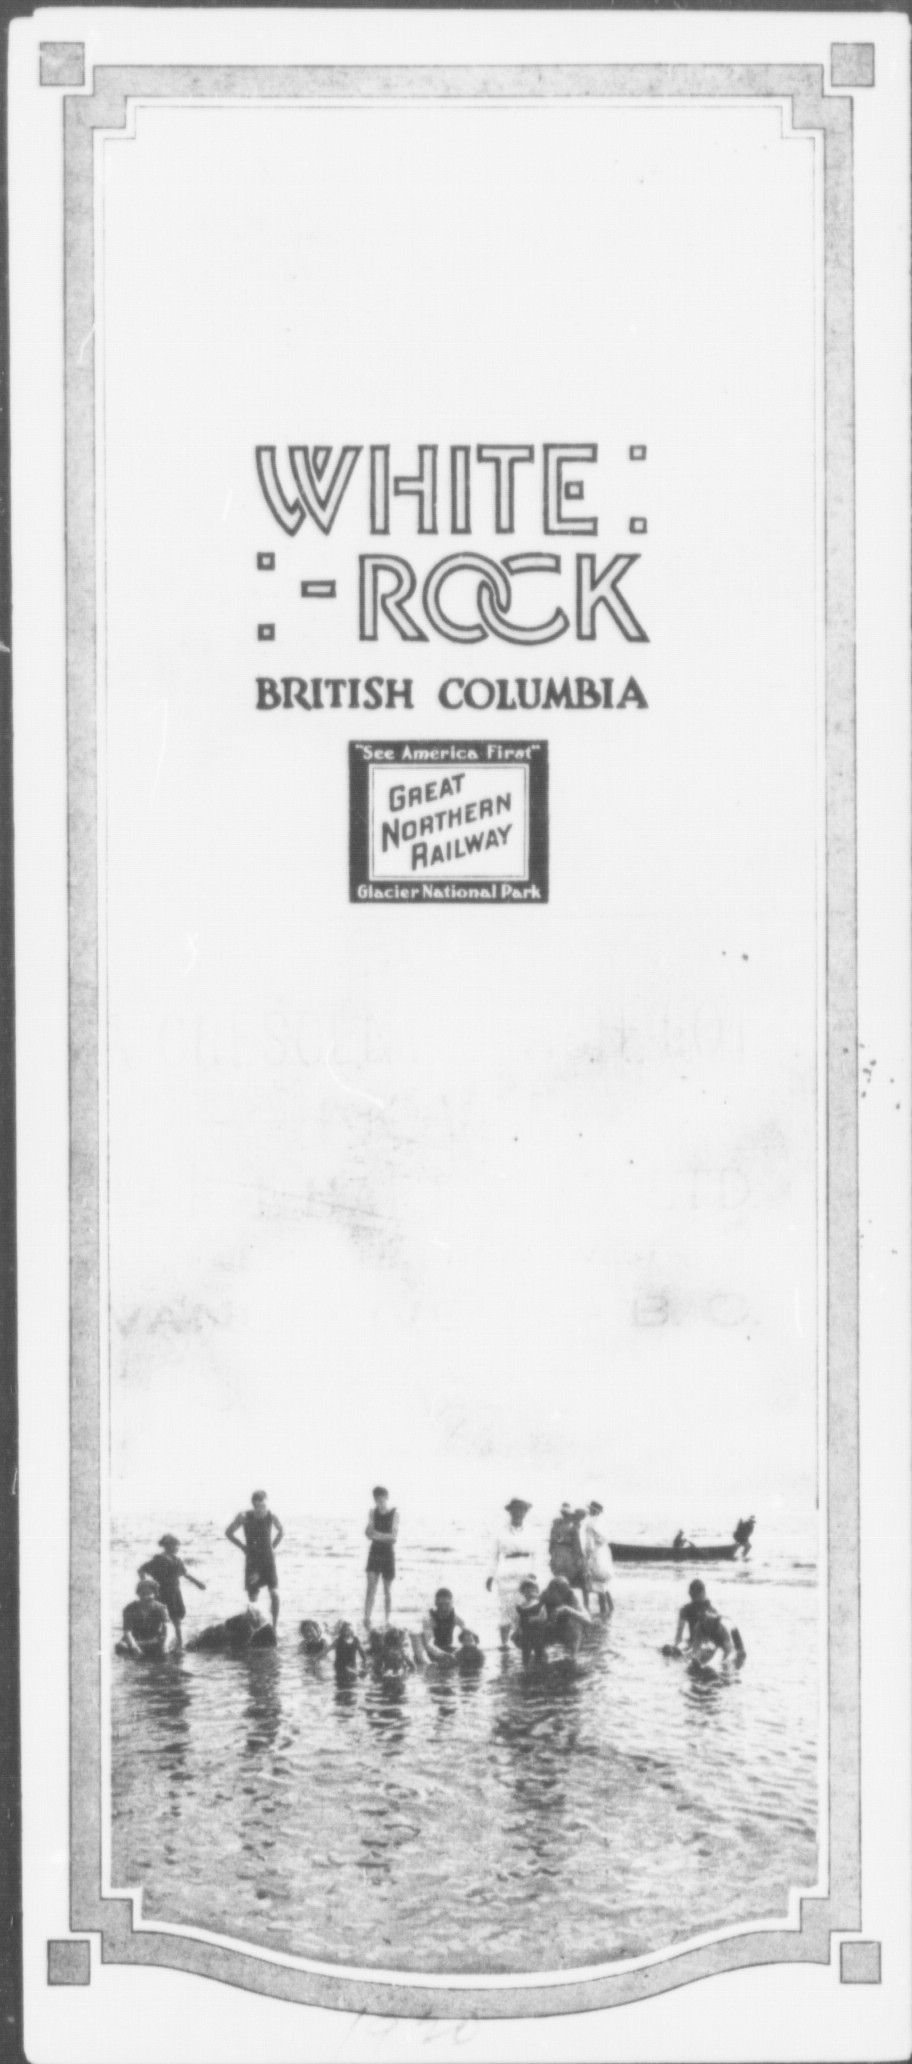 WHITE
ROCK
BRITISH COLUMBIA
"See America First"
GREAT
NORTHERN
RAILWAY
Glacier National Park